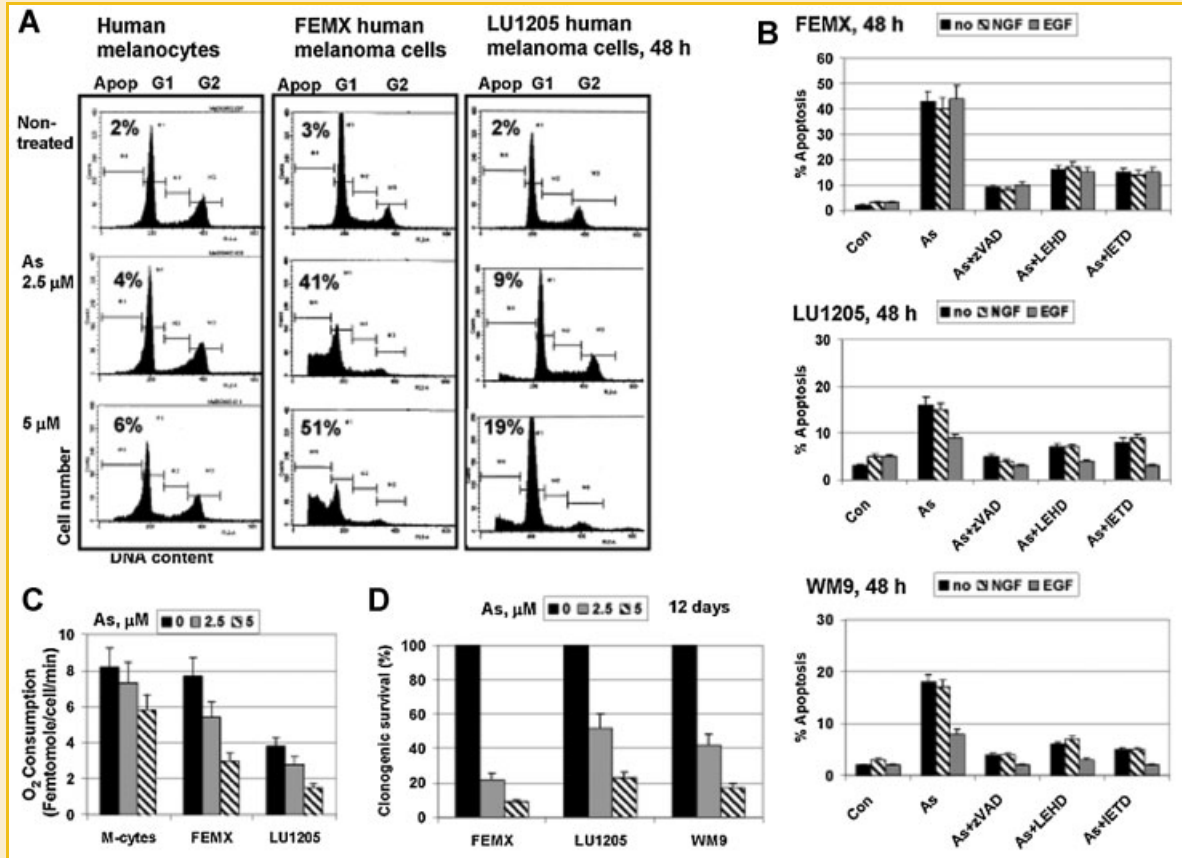 A
Human melanocytes
FEMX human melanoma cells
LU1205 human melanoma cells, 48 h
Apop G1 G2
Apop G1 G2
Apop G1 G2
Non-treated
2%
3%
2%
As 2.5 µM
4%
41%
9%
5 µM
6%
51%
19%
Cell number
DNA content
B
FEMX, 48 h
no NGF EGF
% Apoptosis
60
50
40
30
20
10
0
Con
As
As+zVAD
As+LEHD
As+IETD
LU1205, 48 h
no NGF EGF
% Apoptosis
30
20
10
0
Con
As
As+zVAD
As+LEHD
As+IETD
WM9, 48 h
no NGF EGF
% Apoptosis
30
20
10
0
Con
As
As+zVAD
As+LEHD
As+IETD
C
As, µM
0 2.5 5
O2 Consumption
(Femtomole/cell/min)
10
8
6
4
2
0
M-cytes FEMX LU1205
D
As, µM 0 2.5 5 12 days
Clonogenic survival (%)
100
80
60
40
20
0
FEMX LU1205 WM9